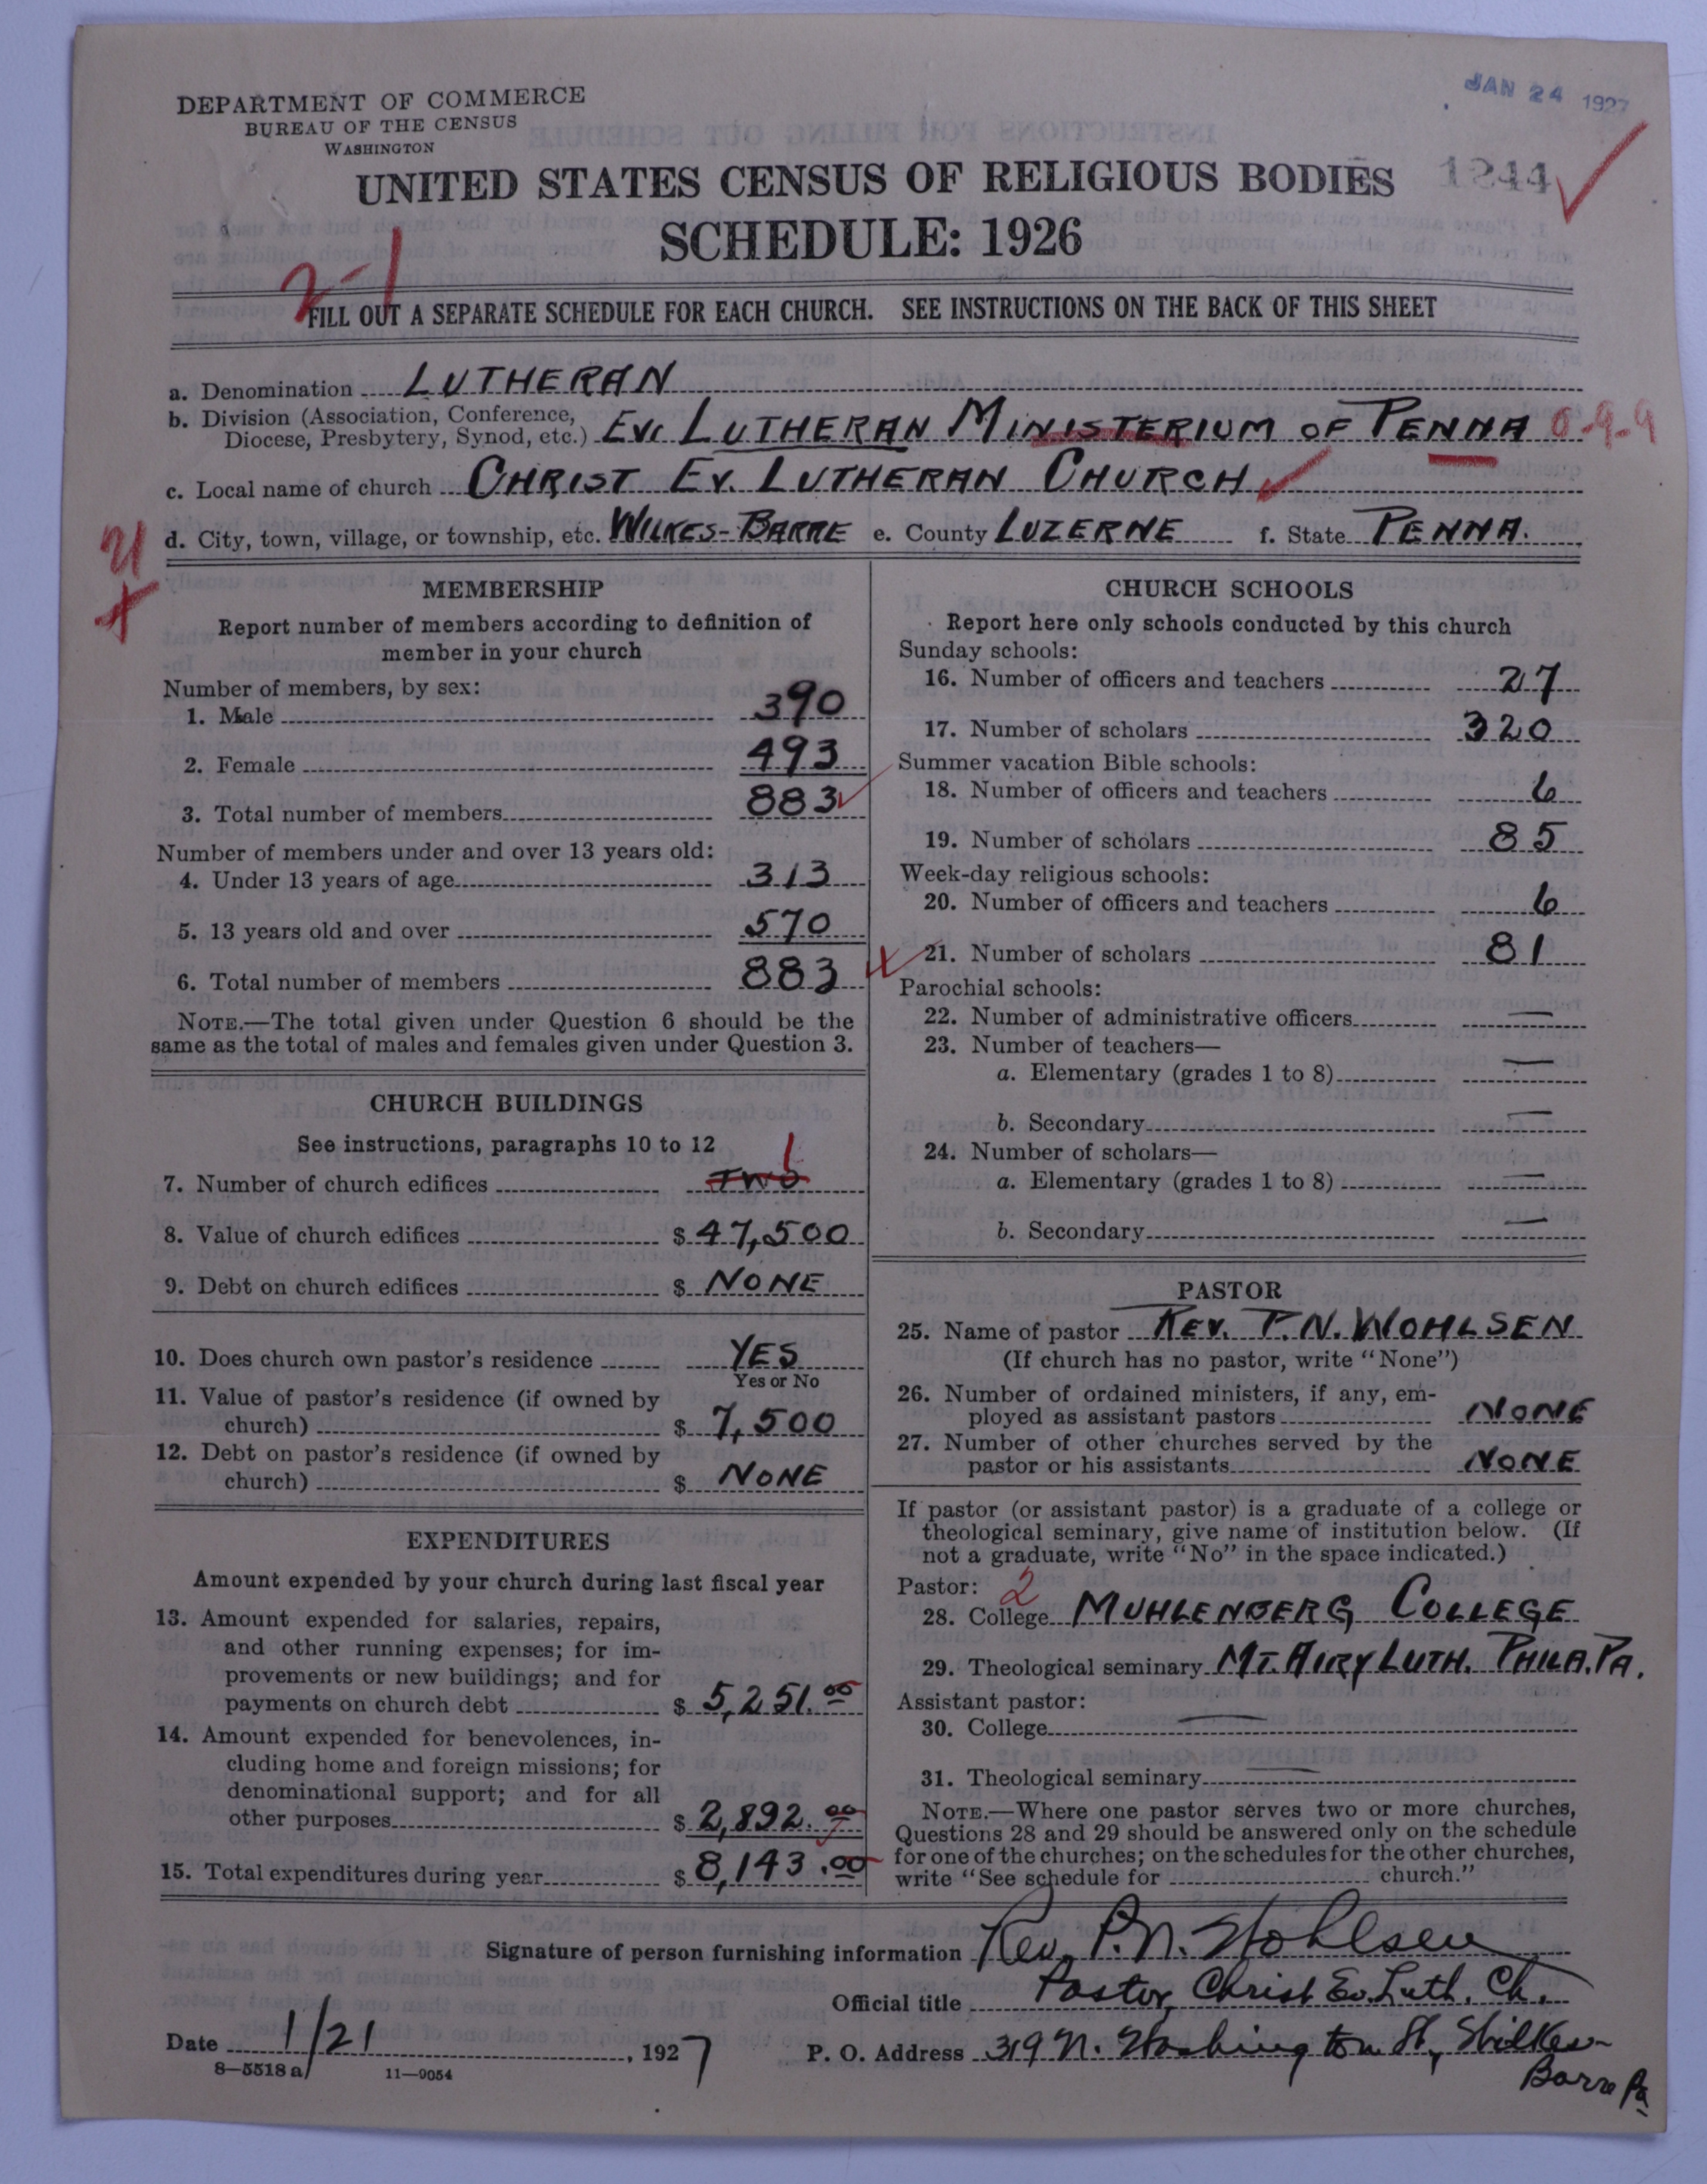 DEPARTMENT OF COMMERCE
BUREAU OF THE CENSUS
WASHINGTON
JAN 24 1927
UNITED STATES CENSUS OF RELIGIOUS BODIES
1244
SCHEDULE: 1926
2-1
FILL OUT A SEPARATE SCHEDULE FOR EACH CHURCH. SEE INSTRUCTIONS ON THE BACK OF THIS SHEET
a. Denomination LUTHERAN
b. Division (Association, Conference,
Diocese, Presbytery, Synod, etc.) EV. LUTHERAN MINISTERIUM OF PENNA 0-9-9
c. Local name of church CHRIST EV. LUTHERAN CHURCH
d. City, town, village, or township, etc. WILKES-BARRE e. County LUZERNE f. State PENNA.
21
MEMBERSHIP
Report number of members according to definition of
member in your church
Number of members, by sex:
1. Male 390
2. Female 493
3. Total number of members 883
Number of members under and over 13 years old:
4. Under 13 years of age 313
5. 13 years old and over 570
6. Total number of members 883
NOTE.—The total given under Question 6 should be the
same as the total of males and females given under Question 3.
CHURCH BUILDINGS
See instructions, paragraphs 10 to 12
7. Number of church edifices TWO 1
8. Value of church edifices $ 47,500
9. Debt on church edifices $ NONE
10. Does church own pastor's residence YES
Yes or No
11. Value of pastor's residence (if owned by
church) $ 7,500
12. Debt on pastor's residence (if owned by
church) $ NONE
EXPENDITURES
Amount expended by your church during last fiscal year
13. Amount expended for salaries, repairs,
and other running expenses; for im-
provements or new buildings; and for
payments on church debt $ 5,251.00
14. Amount expended for benevolences, in-
cluding home and foreign missions; for
denominational support; and for all
other purposes $ 2,892.00
15. Total expenditures during year $ 8,143.00
CHURCH SCHOOLS
Report here only schools conducted by this church
Sunday schools:
16. Number of officers and teachers 27
17. Number of scholars 320
Summer vacation Bible schools:
18. Number of officers and teachers 6
19. Number of scholars 85
Week-day religious schools:
20. Number of officers and teachers 6
21. Number of scholars 81
Parochial schools:
22. Number of administrative officers —
23. Number of teachers—
a. Elementary (grades 1 to 8) —
b. Secondary —
24. Number of scholars—
a. Elementary (grades 1 to 8) —
b. Secondary —
PASTOR
25. Name of pastor REV. P. N. WOHLSEN
(If church has no pastor, write "None")
26. Number of ordained ministers, if any, em-
ployed as assistant pastors NONE
27. Number of other churches served by the
pastor or his assistants NONE
If pastor (or assistant pastor) is a graduate of a college or
theological seminary, give name of institution below. (If
not a graduate, write "No" in the space indicated.)
Pastor: 2
28. College MUHLENBERG COLLEGE
29. Theological seminary MT. AIRY LUTH. PHILA. PA.
Assistant pastor:
30. College —
31. Theological seminary —
NOTE.—Where one pastor serves two or more churches,
Questions 28 and 29 should be answered only on the schedule
for one of the churches; on the schedules for the other churches,
write "See schedule for church."
Signature of person furnishing information Rev. P. N. Wohlsen
Official title Pastor, Christ Ev. Luth. Ch.
Date 1/21, 1927 P. O. Address 319 N. Washington St, Wilkes-
Barre Pa
8—5518 a 11—9054